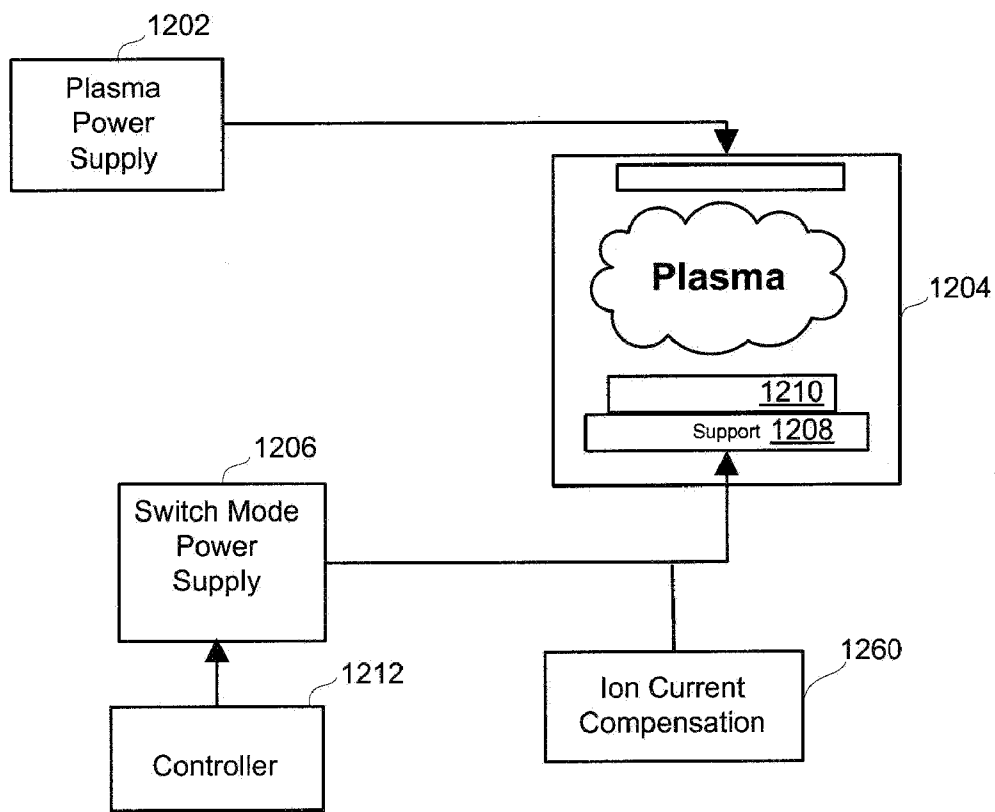 1202
Plasma
Power
Supply
Plasma
1204
1210
Support 1208
1206
Switch Mode
Power
Supply
1212
Controller
1260
Ion Current
Compensation